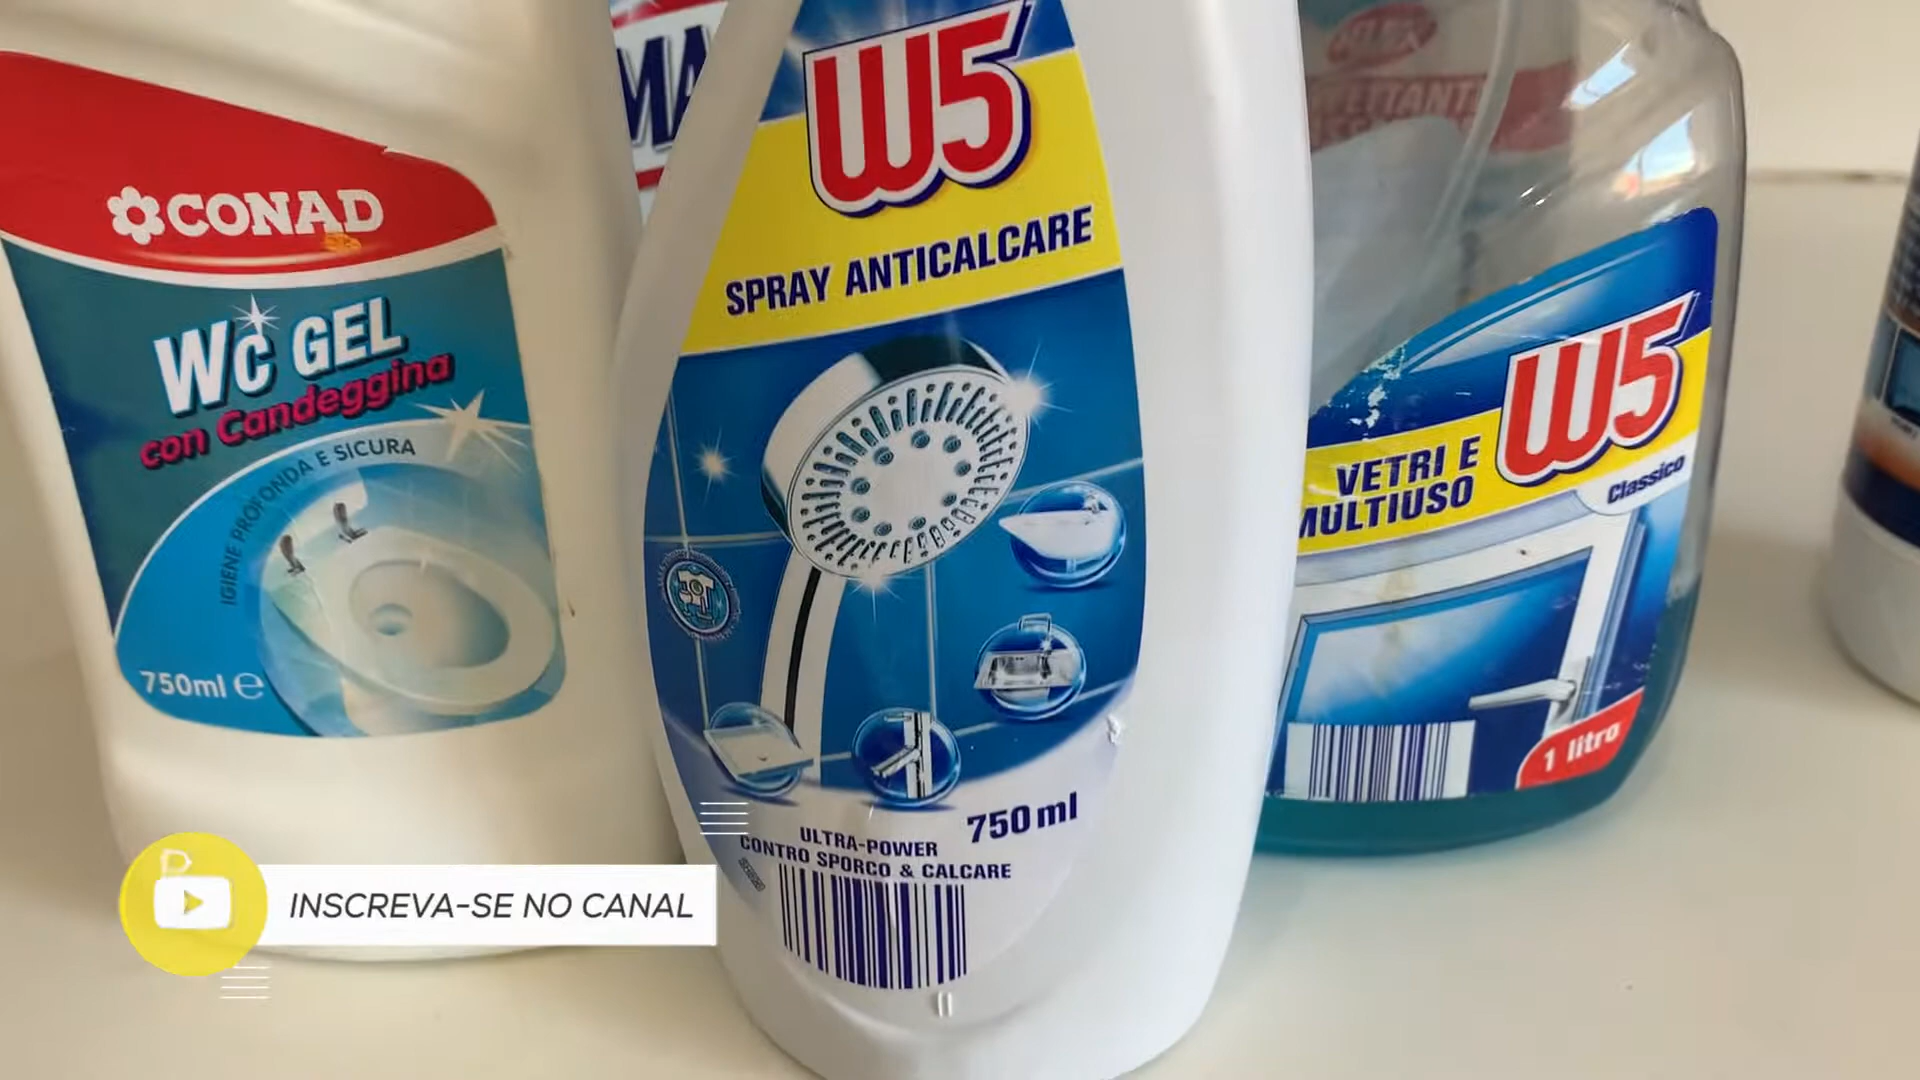 CONAD
WC GEL
con Candeggina
IGIENE PROFONDA E SICURA
750ml e
MA
W5
SPRAY ANTICALCARE
750 ml
ULTRA-POWER
CONTRO SPORCO & CALCARE
W5
Classico
VETRI E
MULTIUSO
1 litro
INSCREVA-SE NO CANAL